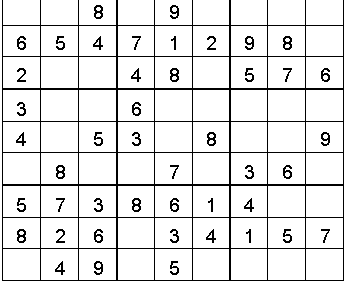 8 9
6 5 4 7 1 2 9 8
2 4 8 5 7 6
3 6
4 5 3 8 9
8 7 3 6
5 7 3 8 6 1 4
8 2 6 3 4 1 5 7
4 9 5